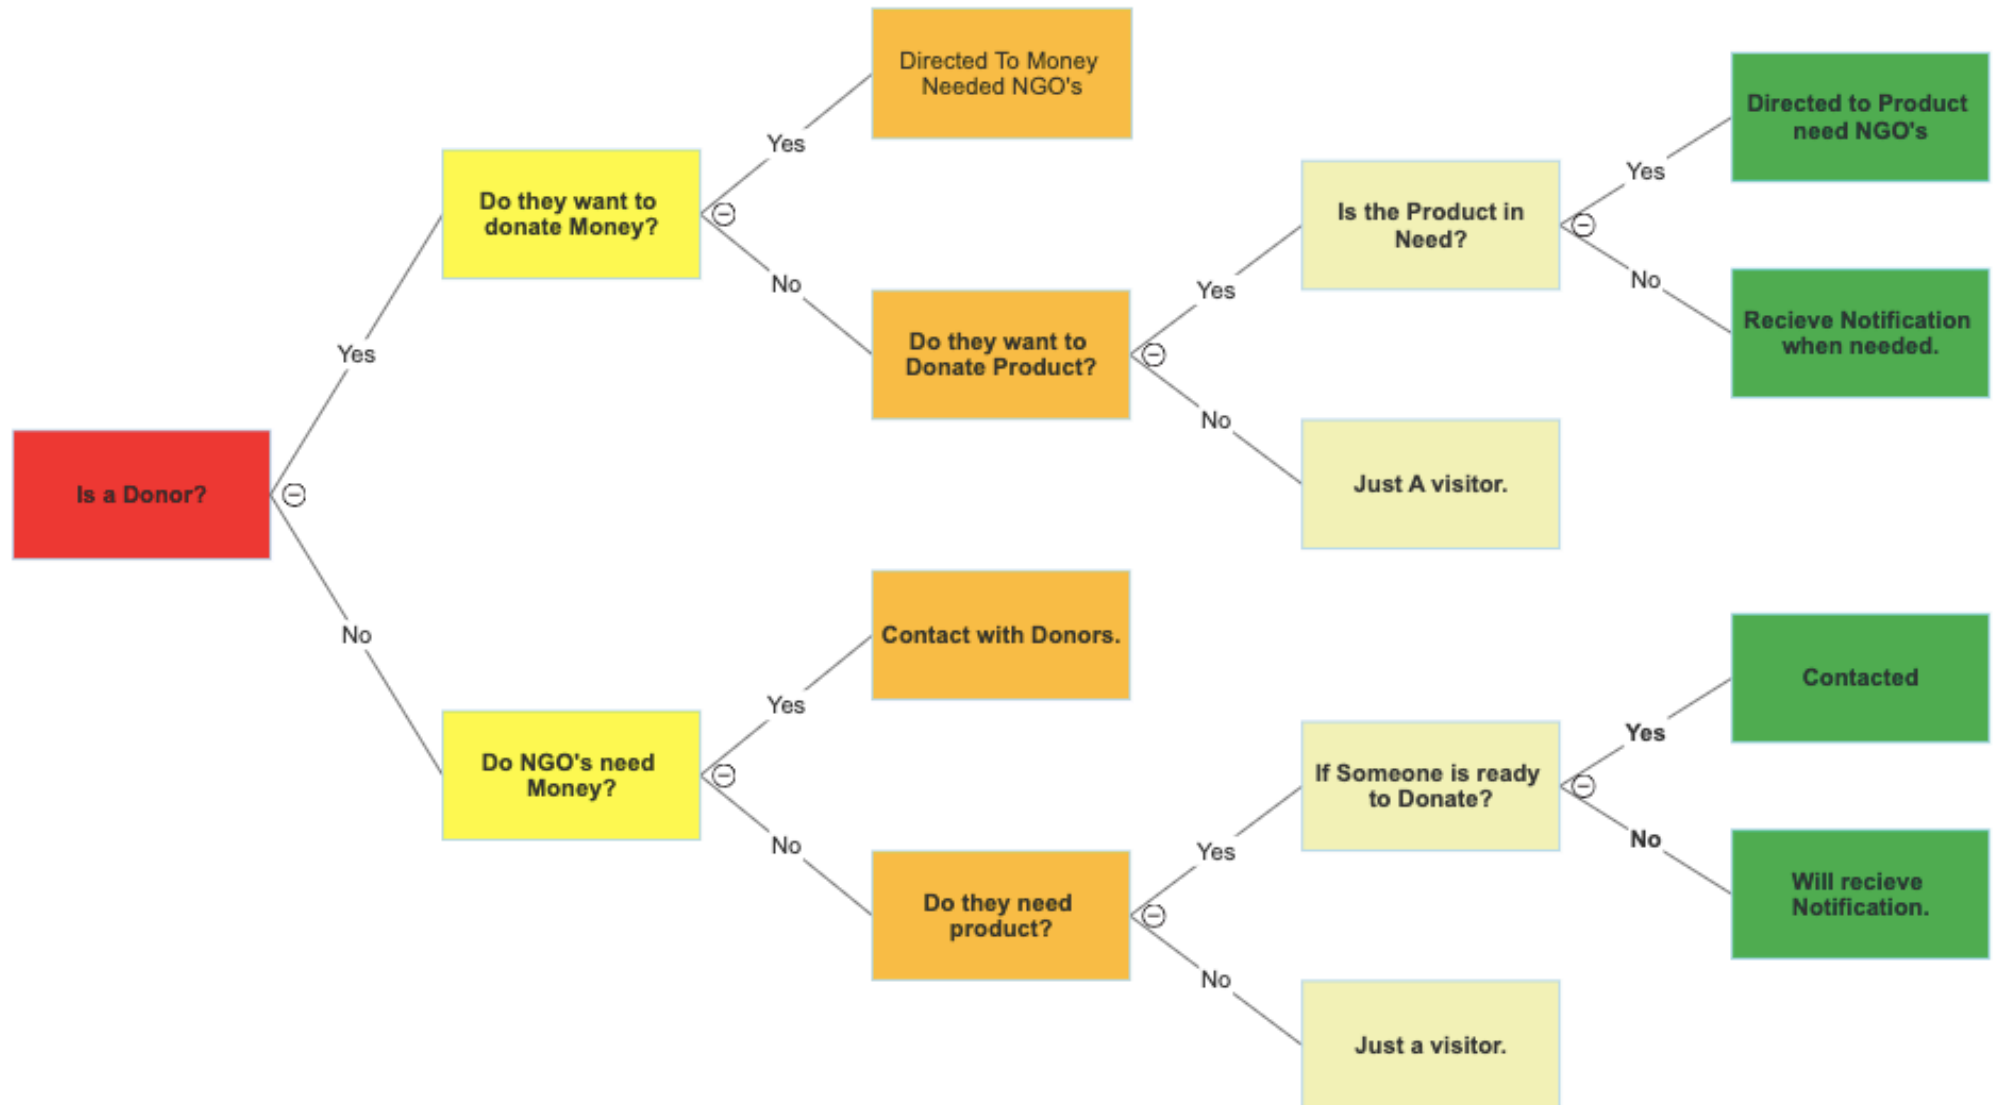 Is a Donor?
Yes
No
Do they want to
donate Money?
Yes
No
Directed To Money
Needed NGO's
Do they want to
Donate Product?
Yes
No
Is the Product in
Need?
Yes
No
Directed to Product
need NGO's
Recieve Notification
when needed.
Just A visitor.
Do NGO's need
Money?
Yes
No
Contact with Donors.
Do they need
product?
Yes
No
If Someone is ready
to Donate?
Yes
No
Contacted
Will recieve
Notification.
Just a visitor.